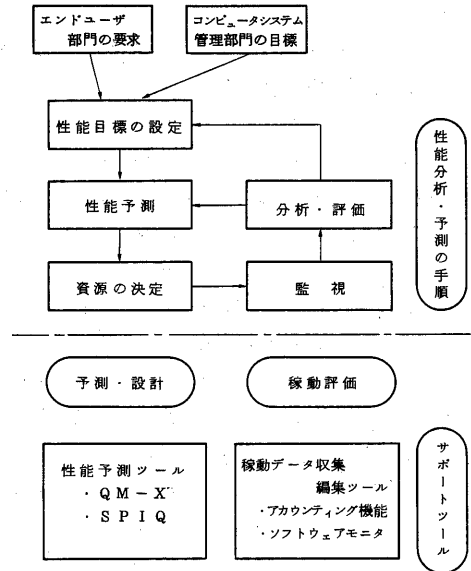 エンドユーザ
部門の要求
コンピュータシステム
管理部門の目標
性能目標の設定
性能予測
分析・評価
資源の決定
監視
性能分析・予測の手順
予測・設計
稼動評価
性能予測ツール
・QM-X
・SPIQ
稼動データ収集
編集ツール
・アカウンティング機能
・ソフトウェアモニタ
サポートツール